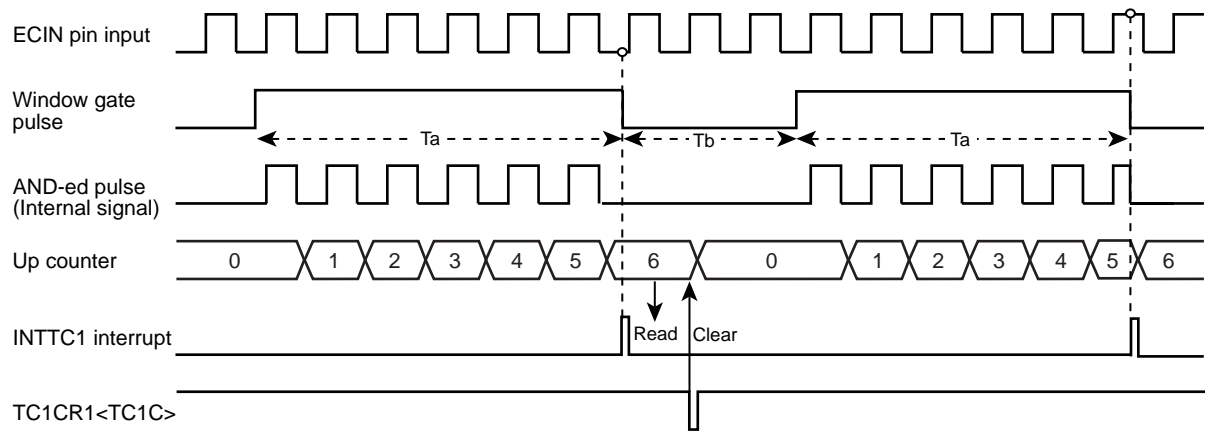 ECIN pin input
Window gate
pulse
Ta
Tb
Ta
AND-ed pulse
(Internal signal)
Up counter
0 1 2 3 4 5 6 0 1 2 3 4 5 6
INTTC1 interrupt
Read
Clear
TC1CR1<TC1C>